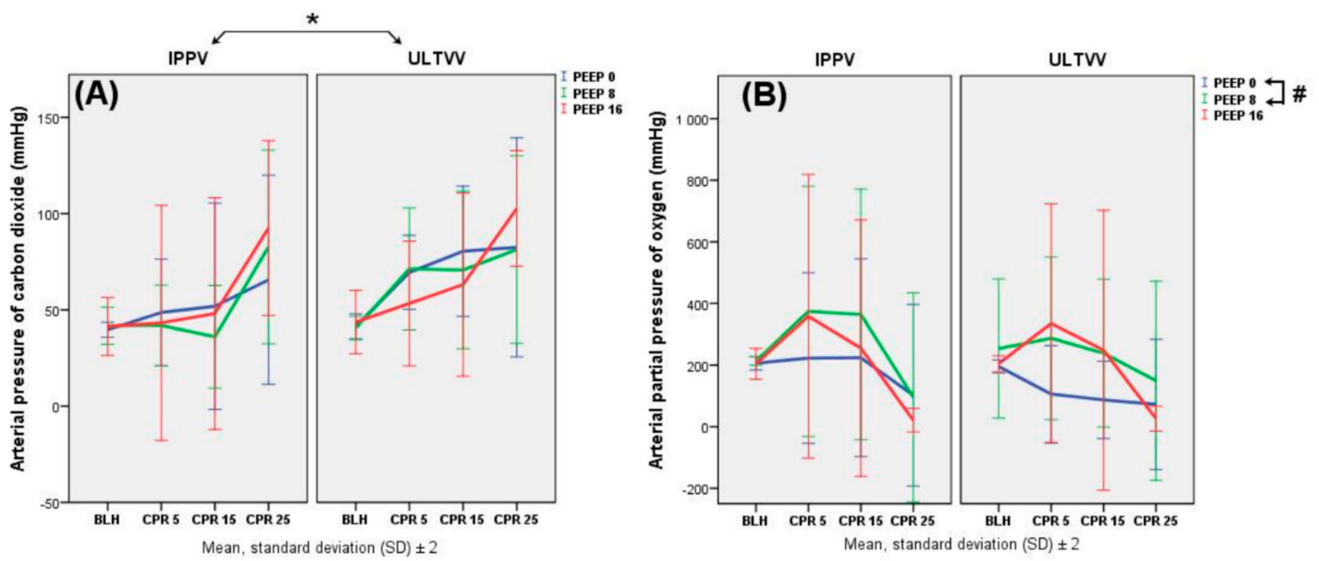 *
IPPV
ULTVV
(A)
PEEP 0
PEEP 8
PEEP 16
Arterial pressure of carbon dioxide (mmHg)
150
100
50
0
-50
BLH CPR 5 CPR 15 CPR 25
BLH CPR 5 CPR 15 CPR 25
Mean, standard deviation (SD) ± 2
IPPV
ULTVV
(B)
PEEP 0
PEEP 8
PEEP 16
#
Arterial partial pressure of oxygen (mmHg)
1 000
800
600
400
200
0
-200
BLH CPR 5 CPR 15 CPR 25
BLH CPR 5 CPR 15 CPR 25
Mean, standard deviation (SD) ± 2